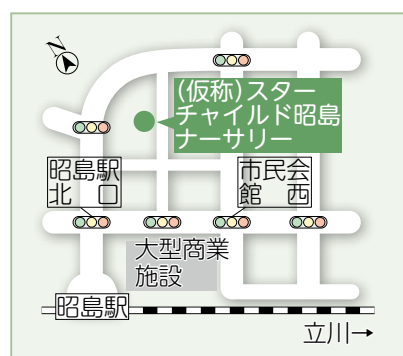 N
(仮称)スター
チャイルド昭島
ナーサリー
昭島駅
北口
市民会
館西
大型商業
施設
昭島駅
立川→